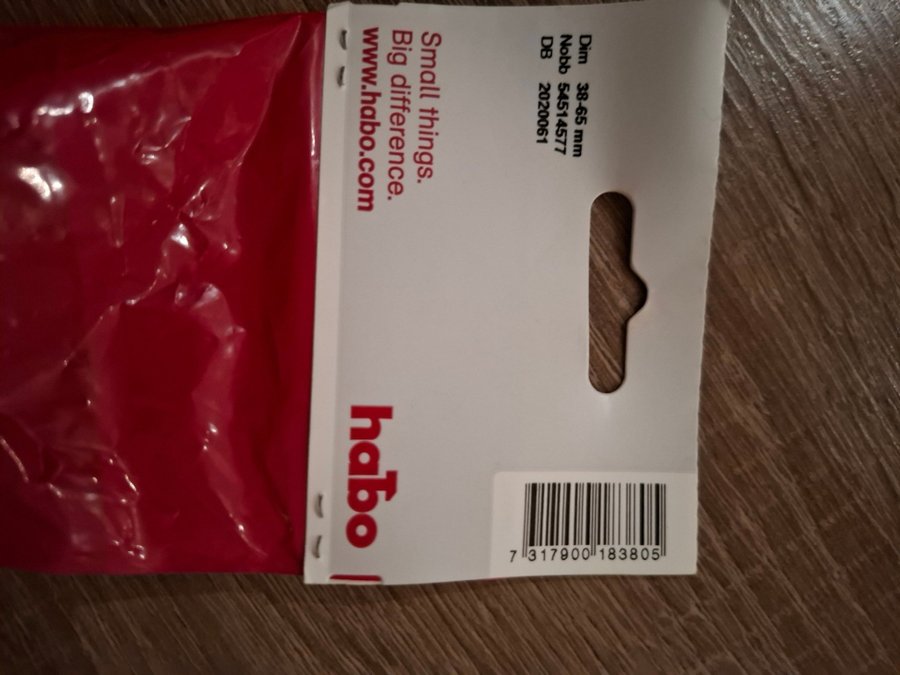 Dim 38-65 mm
Nobb 54514577
DB 2020061
Small things.
Big difference.
www.habo.com
habo
7 317900 183805